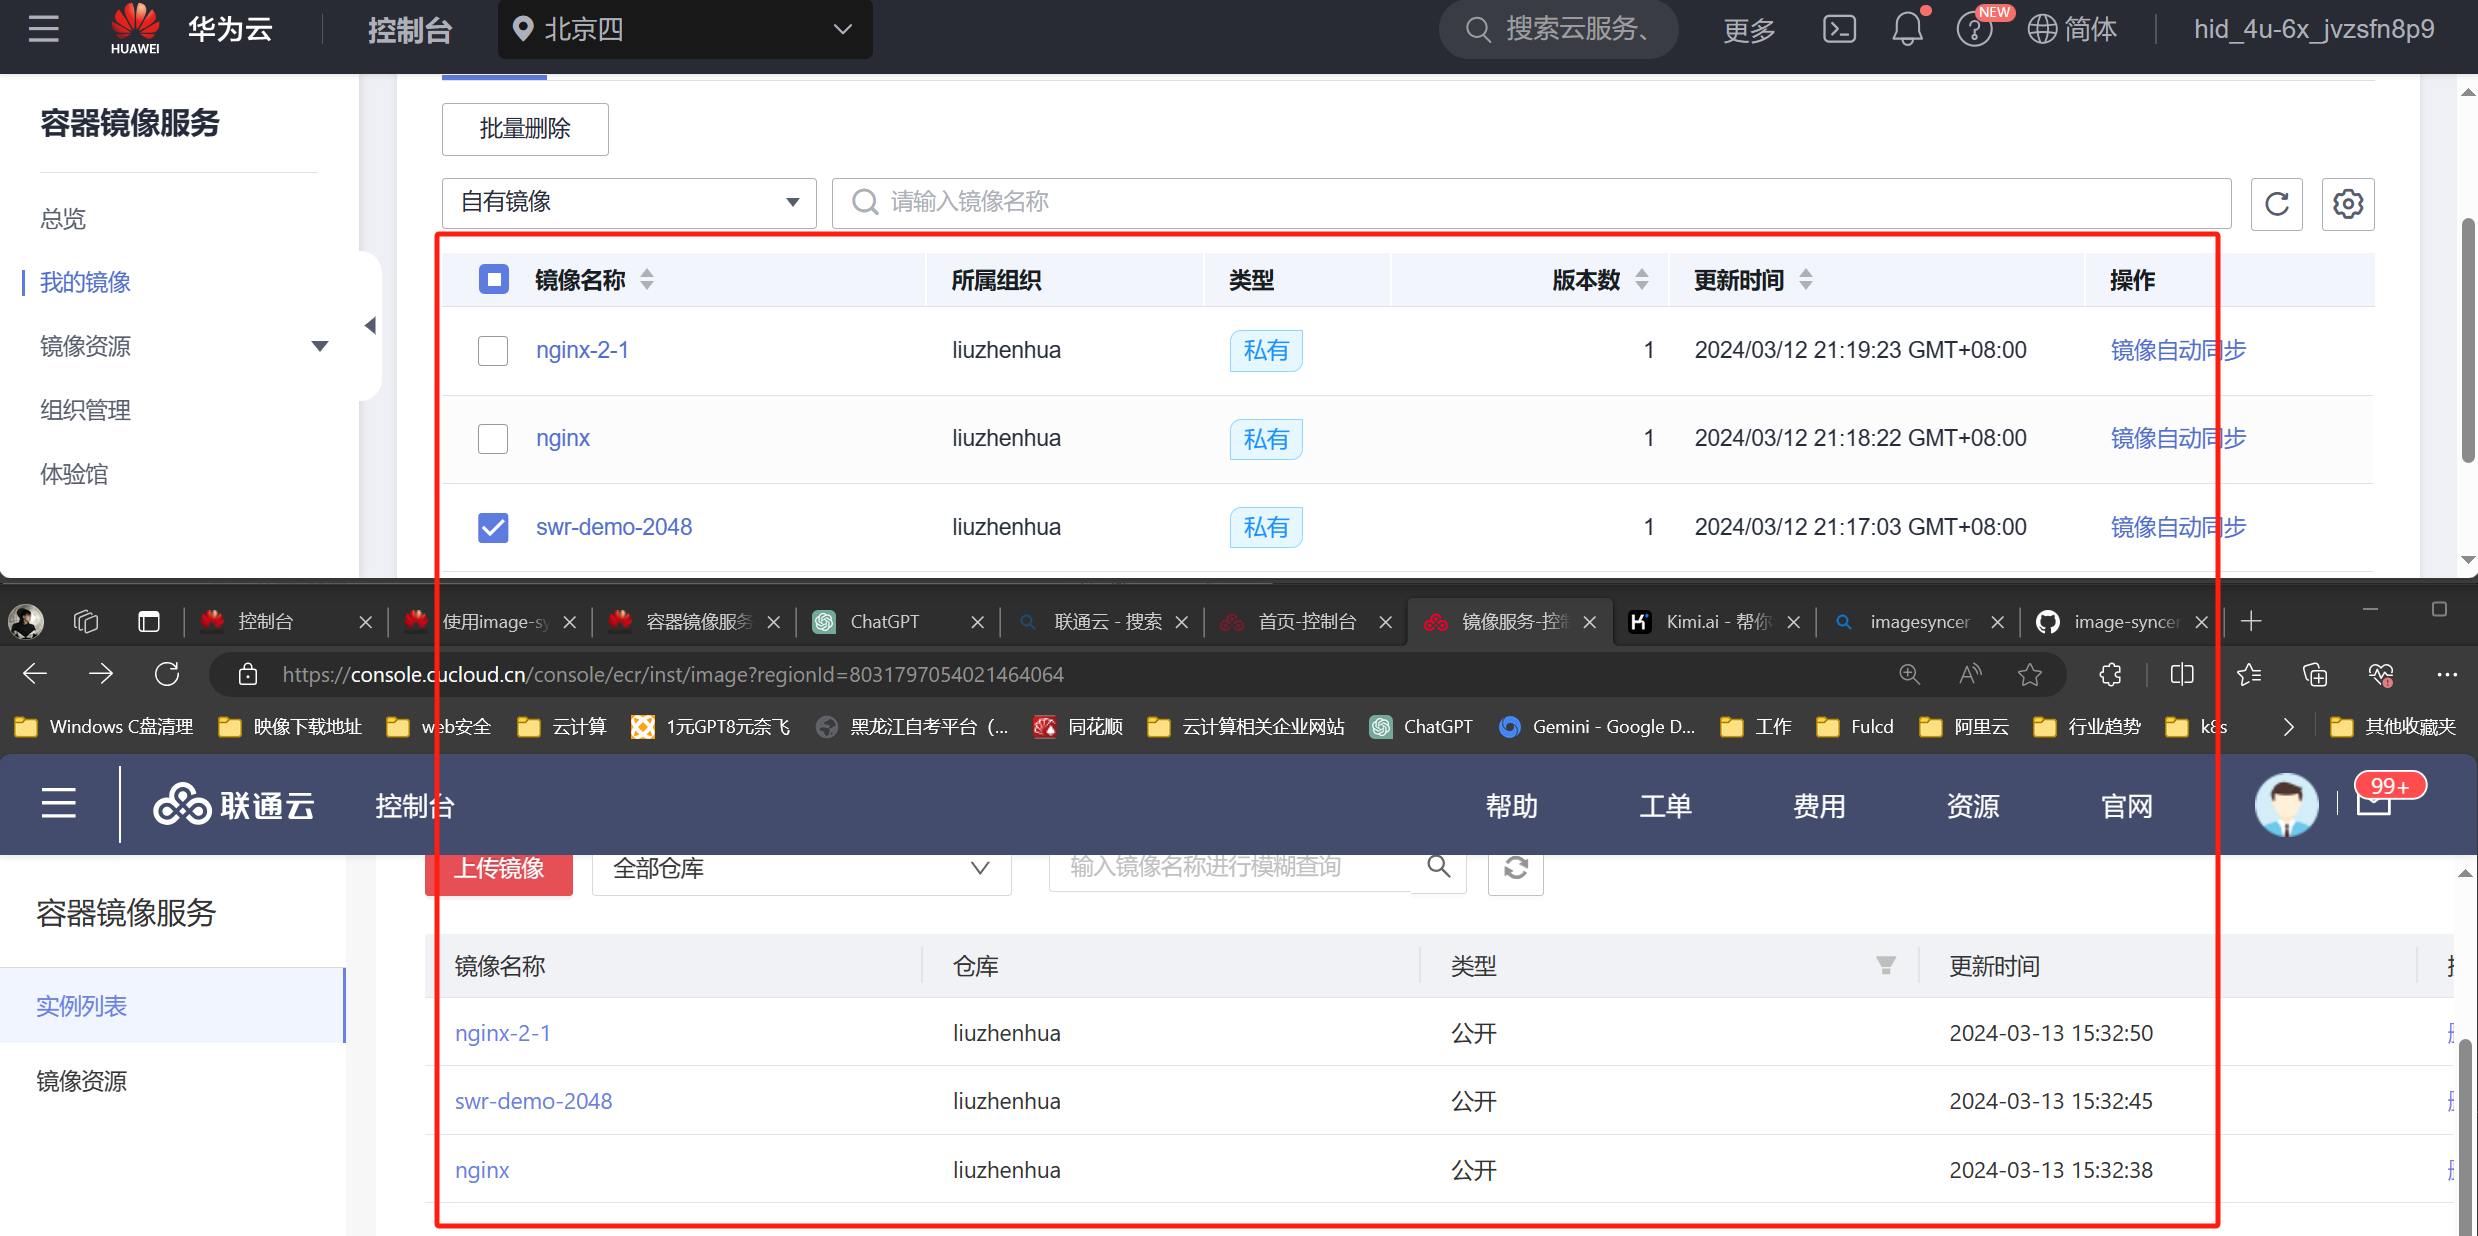 HUAWEI
华为云
控制台
北京四
搜索云服务、
更多
NEW
简体
hid_4u-6x_jvzsfn8p9
容器镜像服务
总览
我的镜像
镜像资源
组织管理
体验馆
批量删除
自有镜像
请输入镜像名称
镜像名称 所属组织 类型 版本数 更新时间 操作
nginx-2-1 liuzhenhua 私有 1 2024/03/12 21:19:23 GMT+08:00 镜像自动同步
nginx liuzhenhua 私有 1 2024/03/12 21:18:22 GMT+08:00 镜像自动同步
swr-demo-2048 liuzhenhua 私有 1 2024/03/12 21:17:03 GMT+08:00 镜像自动同步
控制台 使用image-sy 容器镜像服务 ChatGPT 联通云 - 搜索 首页-控制台 镜像服务-控制 Kimi.ai - 帮你 imagesyncer image-syncer
https://console.cucloud.cn/console/ecr/inst/image?regionId=8031797054021464064
Windows C盘清理 映像下载地址 web安全 云计算 1元GPT8元奈飞 黑龙江自考平台（... 同花顺 云计算相关企业网站 ChatGPT Gemini - Google D... 工作 Fulcd 阿里云 行业趋势 k8s 其他收藏夹
联通云
控制台
帮助
工单
费用
资源
官网
99+
容器镜像服务
实例列表
镜像资源
上传镜像
全部仓库
输入镜像名称进行模糊查询
镜像名称 仓库 类型 更新时间
nginx-2-1 liuzhenhua 公开 2024-03-13 15:32:50
swr-demo-2048 liuzhenhua 公开 2024-03-13 15:32:45
nginx liuzhenhua 公开 2024-03-13 15:32:38